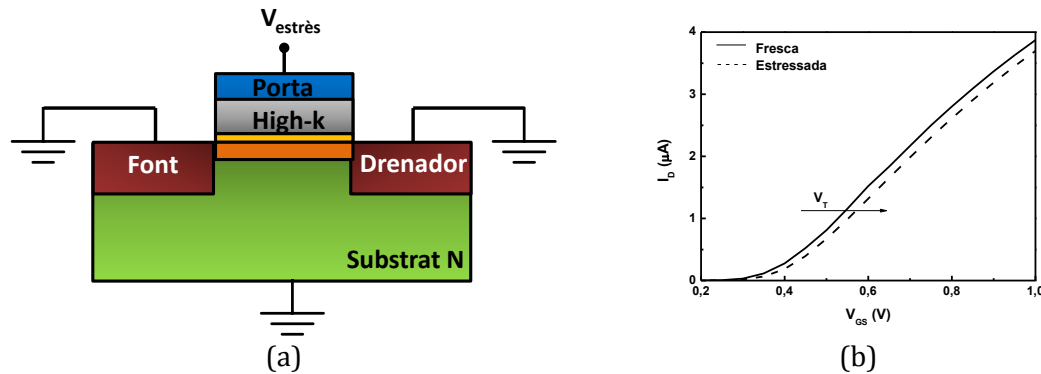 Vestrès
Porta
High-k
Font
Drenador
Substrat N
(a)
Fresca
Estressada
VT
ID (µA)
4
3
2
1
0
0,2
0,4
0,6
0,8
1,0
VGS (V)
(b)